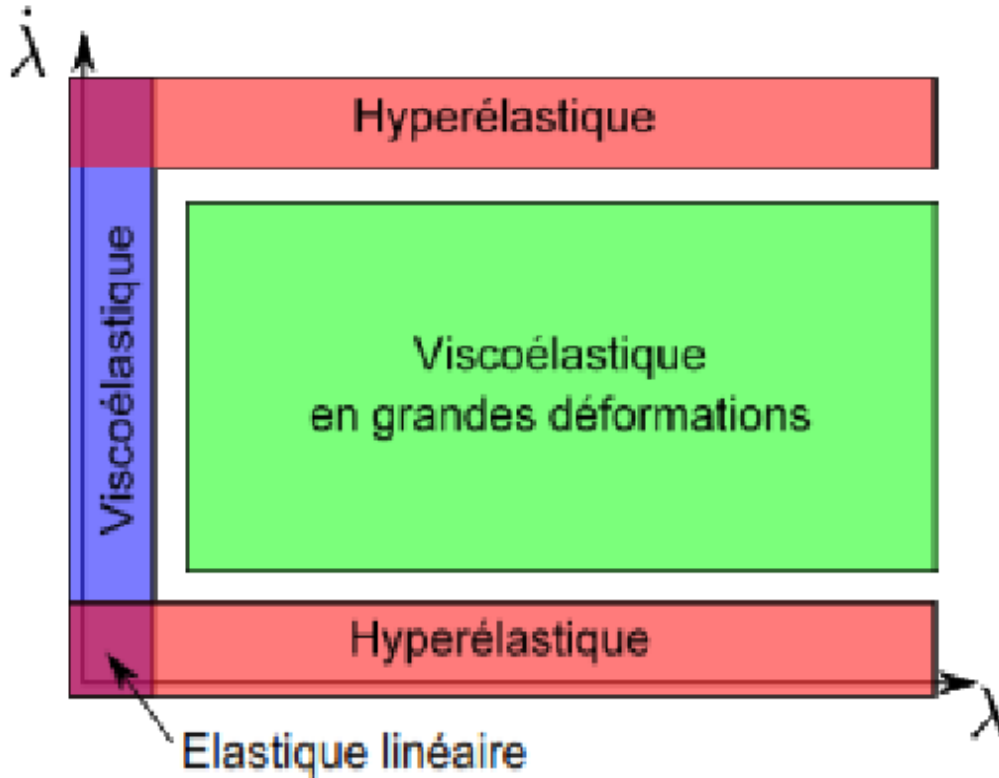 λ̇
Hyperélastique
Viscoélastique
Viscoélastique
en grandes déformations
Hyperélastique
λ
Elastique linéaire